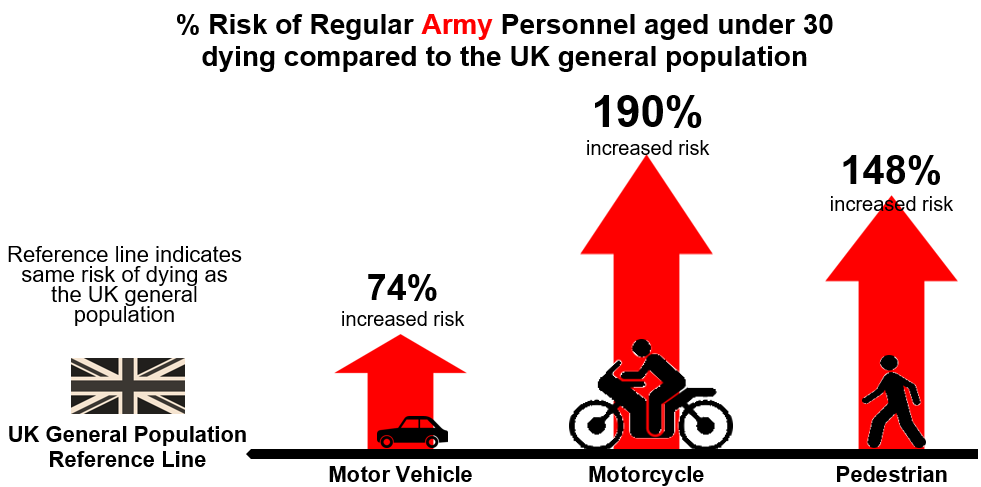 % Risk of Regular Army Personnel aged under 30
dying compared to the UK general population
190%
increased risk
148%
increased risk
74%
increased risk
Reference line indicates
same risk of dying as
the UK general
population
UK General Population
Reference Line
Motor Vehicle
Motorcycle
Pedestrian